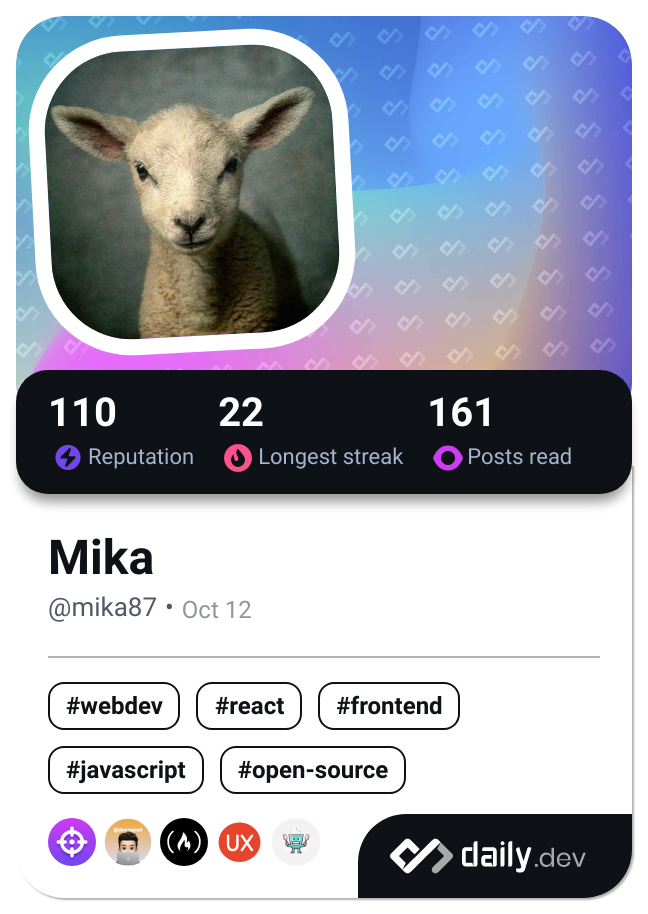 110 22 161
Reputation Longest streak Posts read
Mika
@mika87 • Oct 12
#webdev #react #frontend
#javascript #open-source
UX
daily.dev